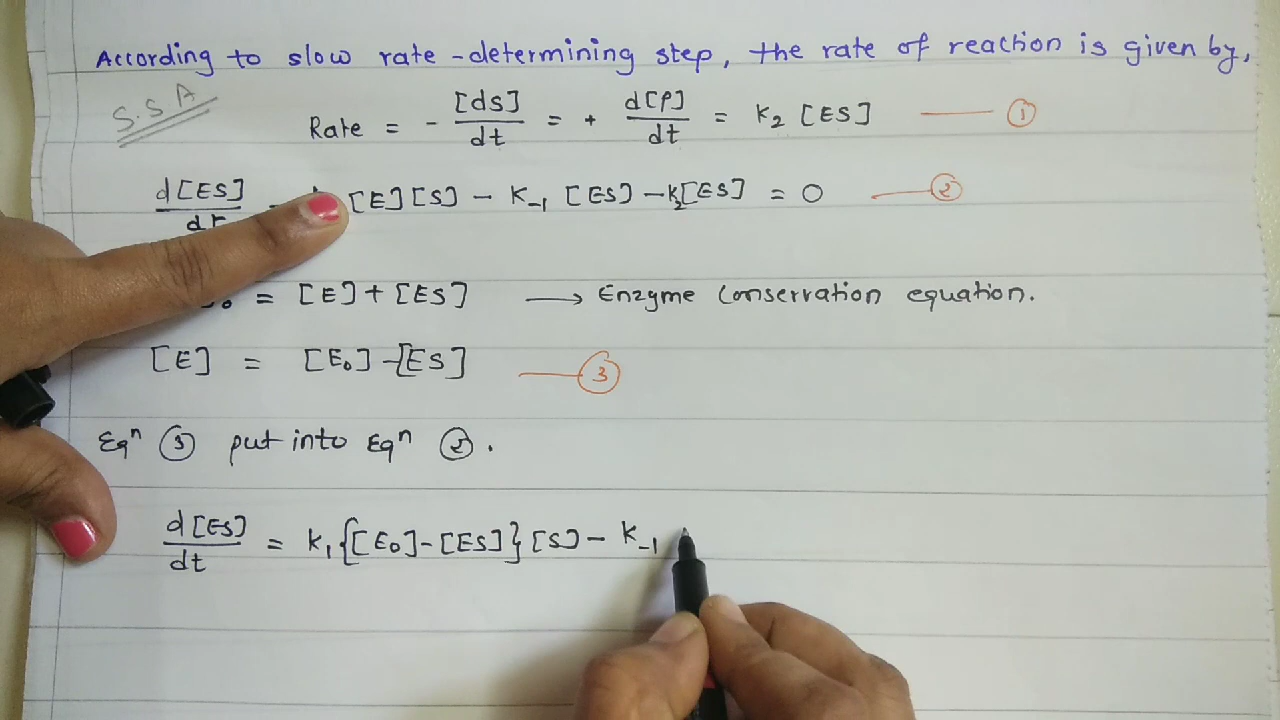 According to slow rate-determining step, the rate of reaction is given by,
S.S.A
Rate = - [ds]/dt = + d[P]/dt = K₂ [ES] ①
d[ES]/dt [E][S] - K₋₁ [ES] - K₂[ES] = 0 ②
₀ = [E] + [ES] → Enzyme Conservation equation.
[E] = [E₀] - [ES] ③
Eqⁿ ③ put into Eqⁿ ②.
d[ES]/dt = K₁ {[E₀] - [ES]} [S] - K₋₁